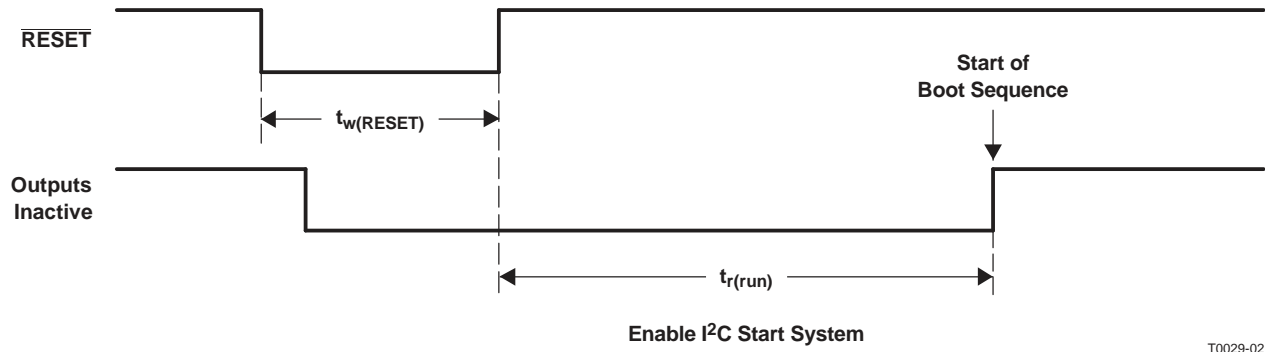 RESET
Start of
Boot Sequence
tw(RESET)
Outputs
Inactive
tr(run)
Enable I2C Start System
T0029-02